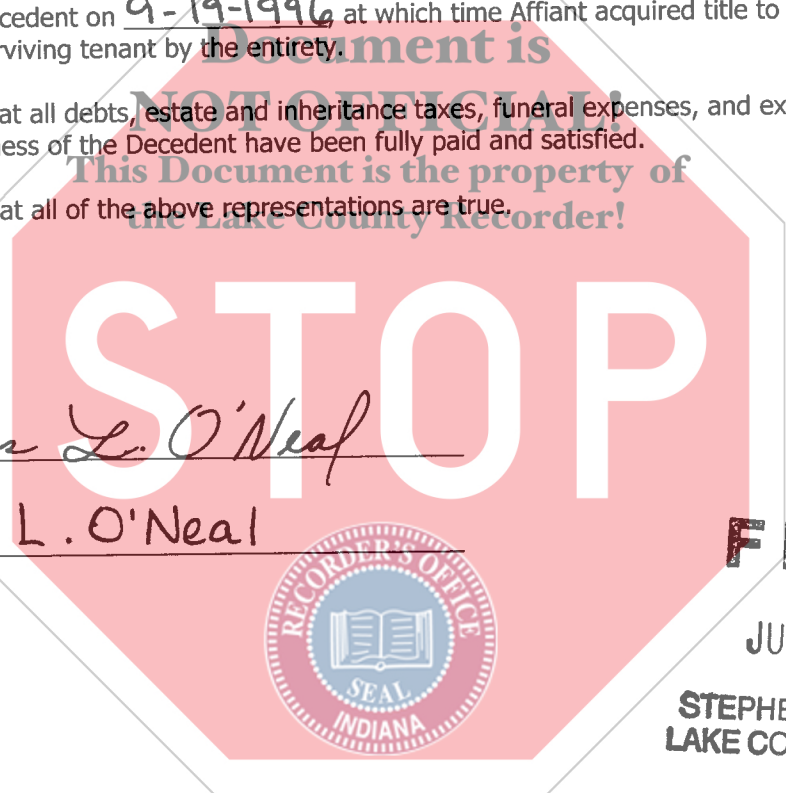 cedent on 9-19-1996 at which time Affiant acquired title to
rviving tenant by the entirety.
Document is
at all debts, estate and inheritance taxes, funeral expenses, and ex
NOT OFFICIAL!
ess of the Decedent have been fully paid and satisfied.
This Document is the property of
at all of the above representations are true.
the Lake County Recorder!
STOP
s L. O'Neal
L. O'Neal
F
RECORDER'S OFFICE
SEAL
INDIANA
JU
STEPHE
LAKE CO